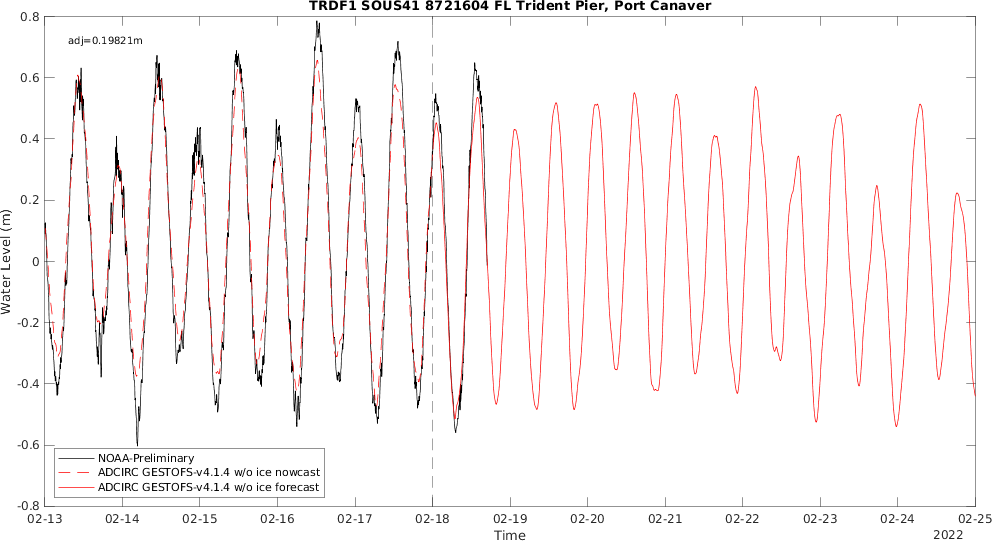 TRDF1 SOUS41 8721604 FL Trident Pier, Port Canaver
adj=0.19821m
0.8
0.6
0.4
0.2
0
-0.2
-0.4
-0.6
-0.8
Water Level (m)
NOAA-Preliminary
ADCIRC GESTOFS-v4.1.4 w/o ice nowcast
ADCIRC GESTOFS-v4.1.4 w/o ice forecast
02-13 02-14 02-15 02-16 02-17 02-18 02-19 02-20 02-21 02-22 02-23 02-24 02-25
Time
2022